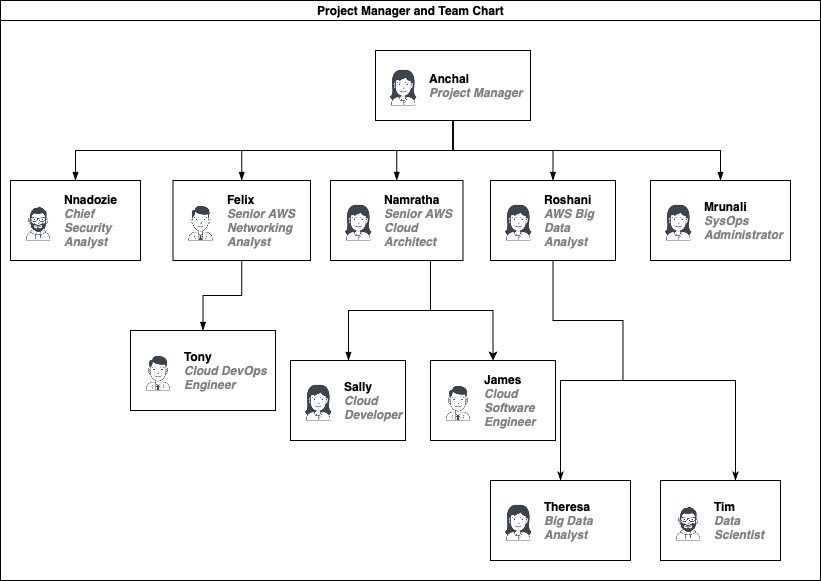 Project Manager and Team Chart
Anchal
Project Manager
Nnadozie
Chief
Security
Analyst
Felix
Senior AWS
Networking
Analyst
Namratha
Senior AWS
Cloud
Architect
Roshani
AWS Big
Data
Analyst
Mrunali
SysOps
Administrator
Tony
Cloud DevOps
Engineer
Sally
Cloud
Developer
James
Cloud
Software
Engineer
Theresa
Big Data
Analyst
Tim
Data
Scientist